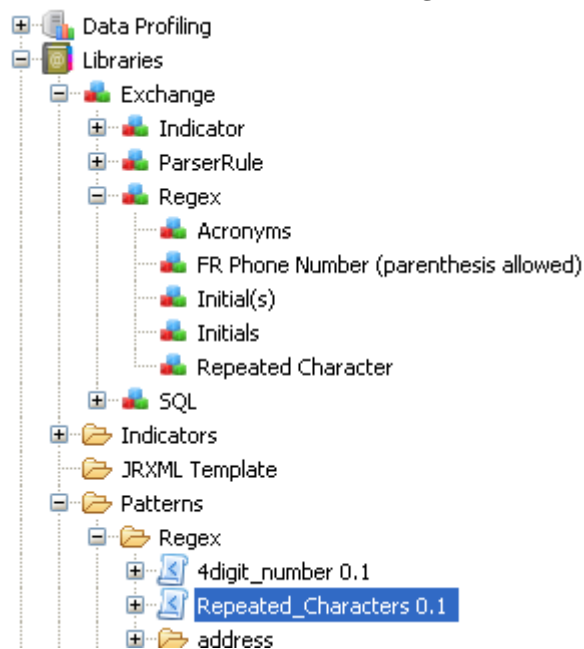 Data Profiling
Libraries
Exchange
Indicator
ParserRule
Regex
Acronyms
FR Phone Number (parenthesis allowed)
Initial(s)
Initials
Repeated Character
SQL
Indicators
JRXML Template
Patterns
Regex
4digit_number 0.1
Repeated_Characters 0.1
address